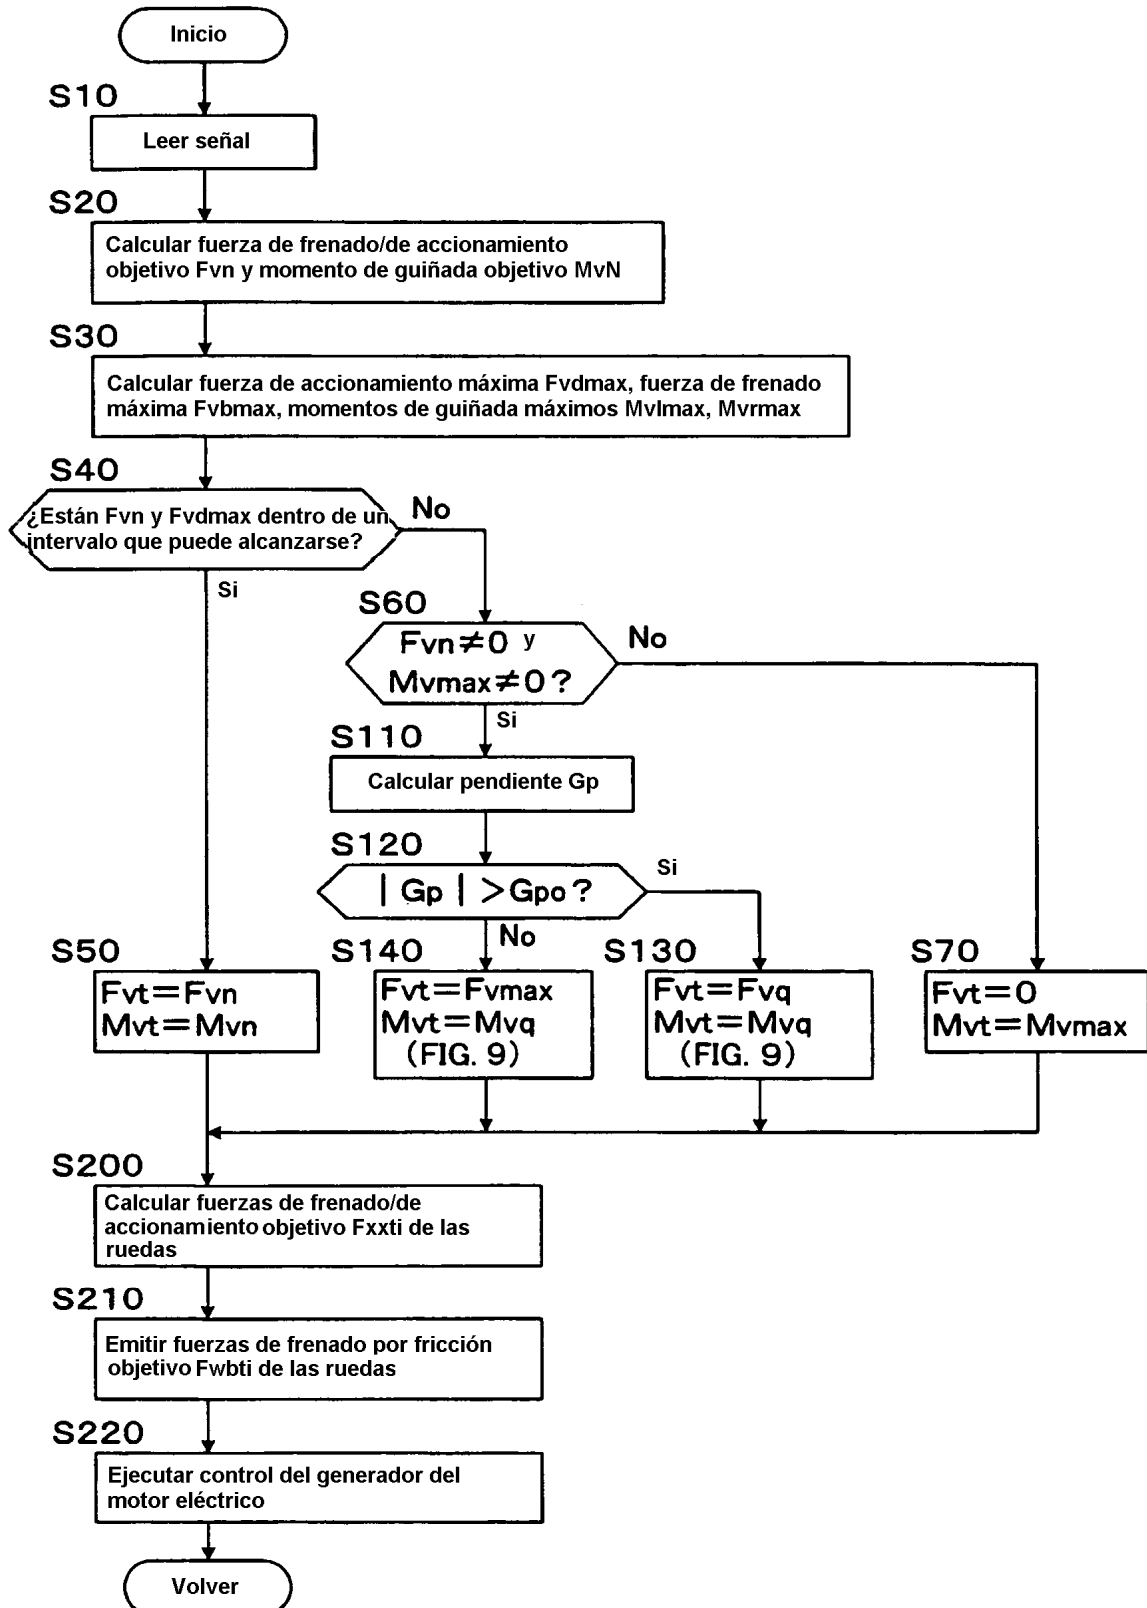 Inicio
S10
Leer señal
S20
Calcular fuerza de frenado/de accionamiento
objetivo Fvn y momento de guiñada objetivo MvN
S30
Calcular fuerza de accionamiento máxima Fvdmax, fuerza de frenado
máxima Fvbmax, momentos de guiñada máximos Mvlmax, Mvrmax
S40
¿Están Fvn y Fvdmax dentro de un
intervalo que puede alcanzarse?
No
Si
S60
Fvn≠0 y
Mvmax≠0?
No
Si
S110
Calcular pendiente Gp
S120
| Gp | >Gpo?
Si
No
S50
Fvt=Fvn
Mvt=Mvn
S140
Fvt=Fvmax
Mvt=Mvq
(FIG. 9)
S130
Fvt=Fvq
Mvt=Mvq
(FIG. 9)
S70
Fvt=0
Mvt=Mvmax
S200
Calcular fuerzas de frenado/de
accionamiento objetivo Fxxti de las
ruedas
S210
Emitir fuerzas de frenado por fricción
objetivo Fwbti de las ruedas
S220
Ejecutar control del generador del
motor eléctrico
Volver